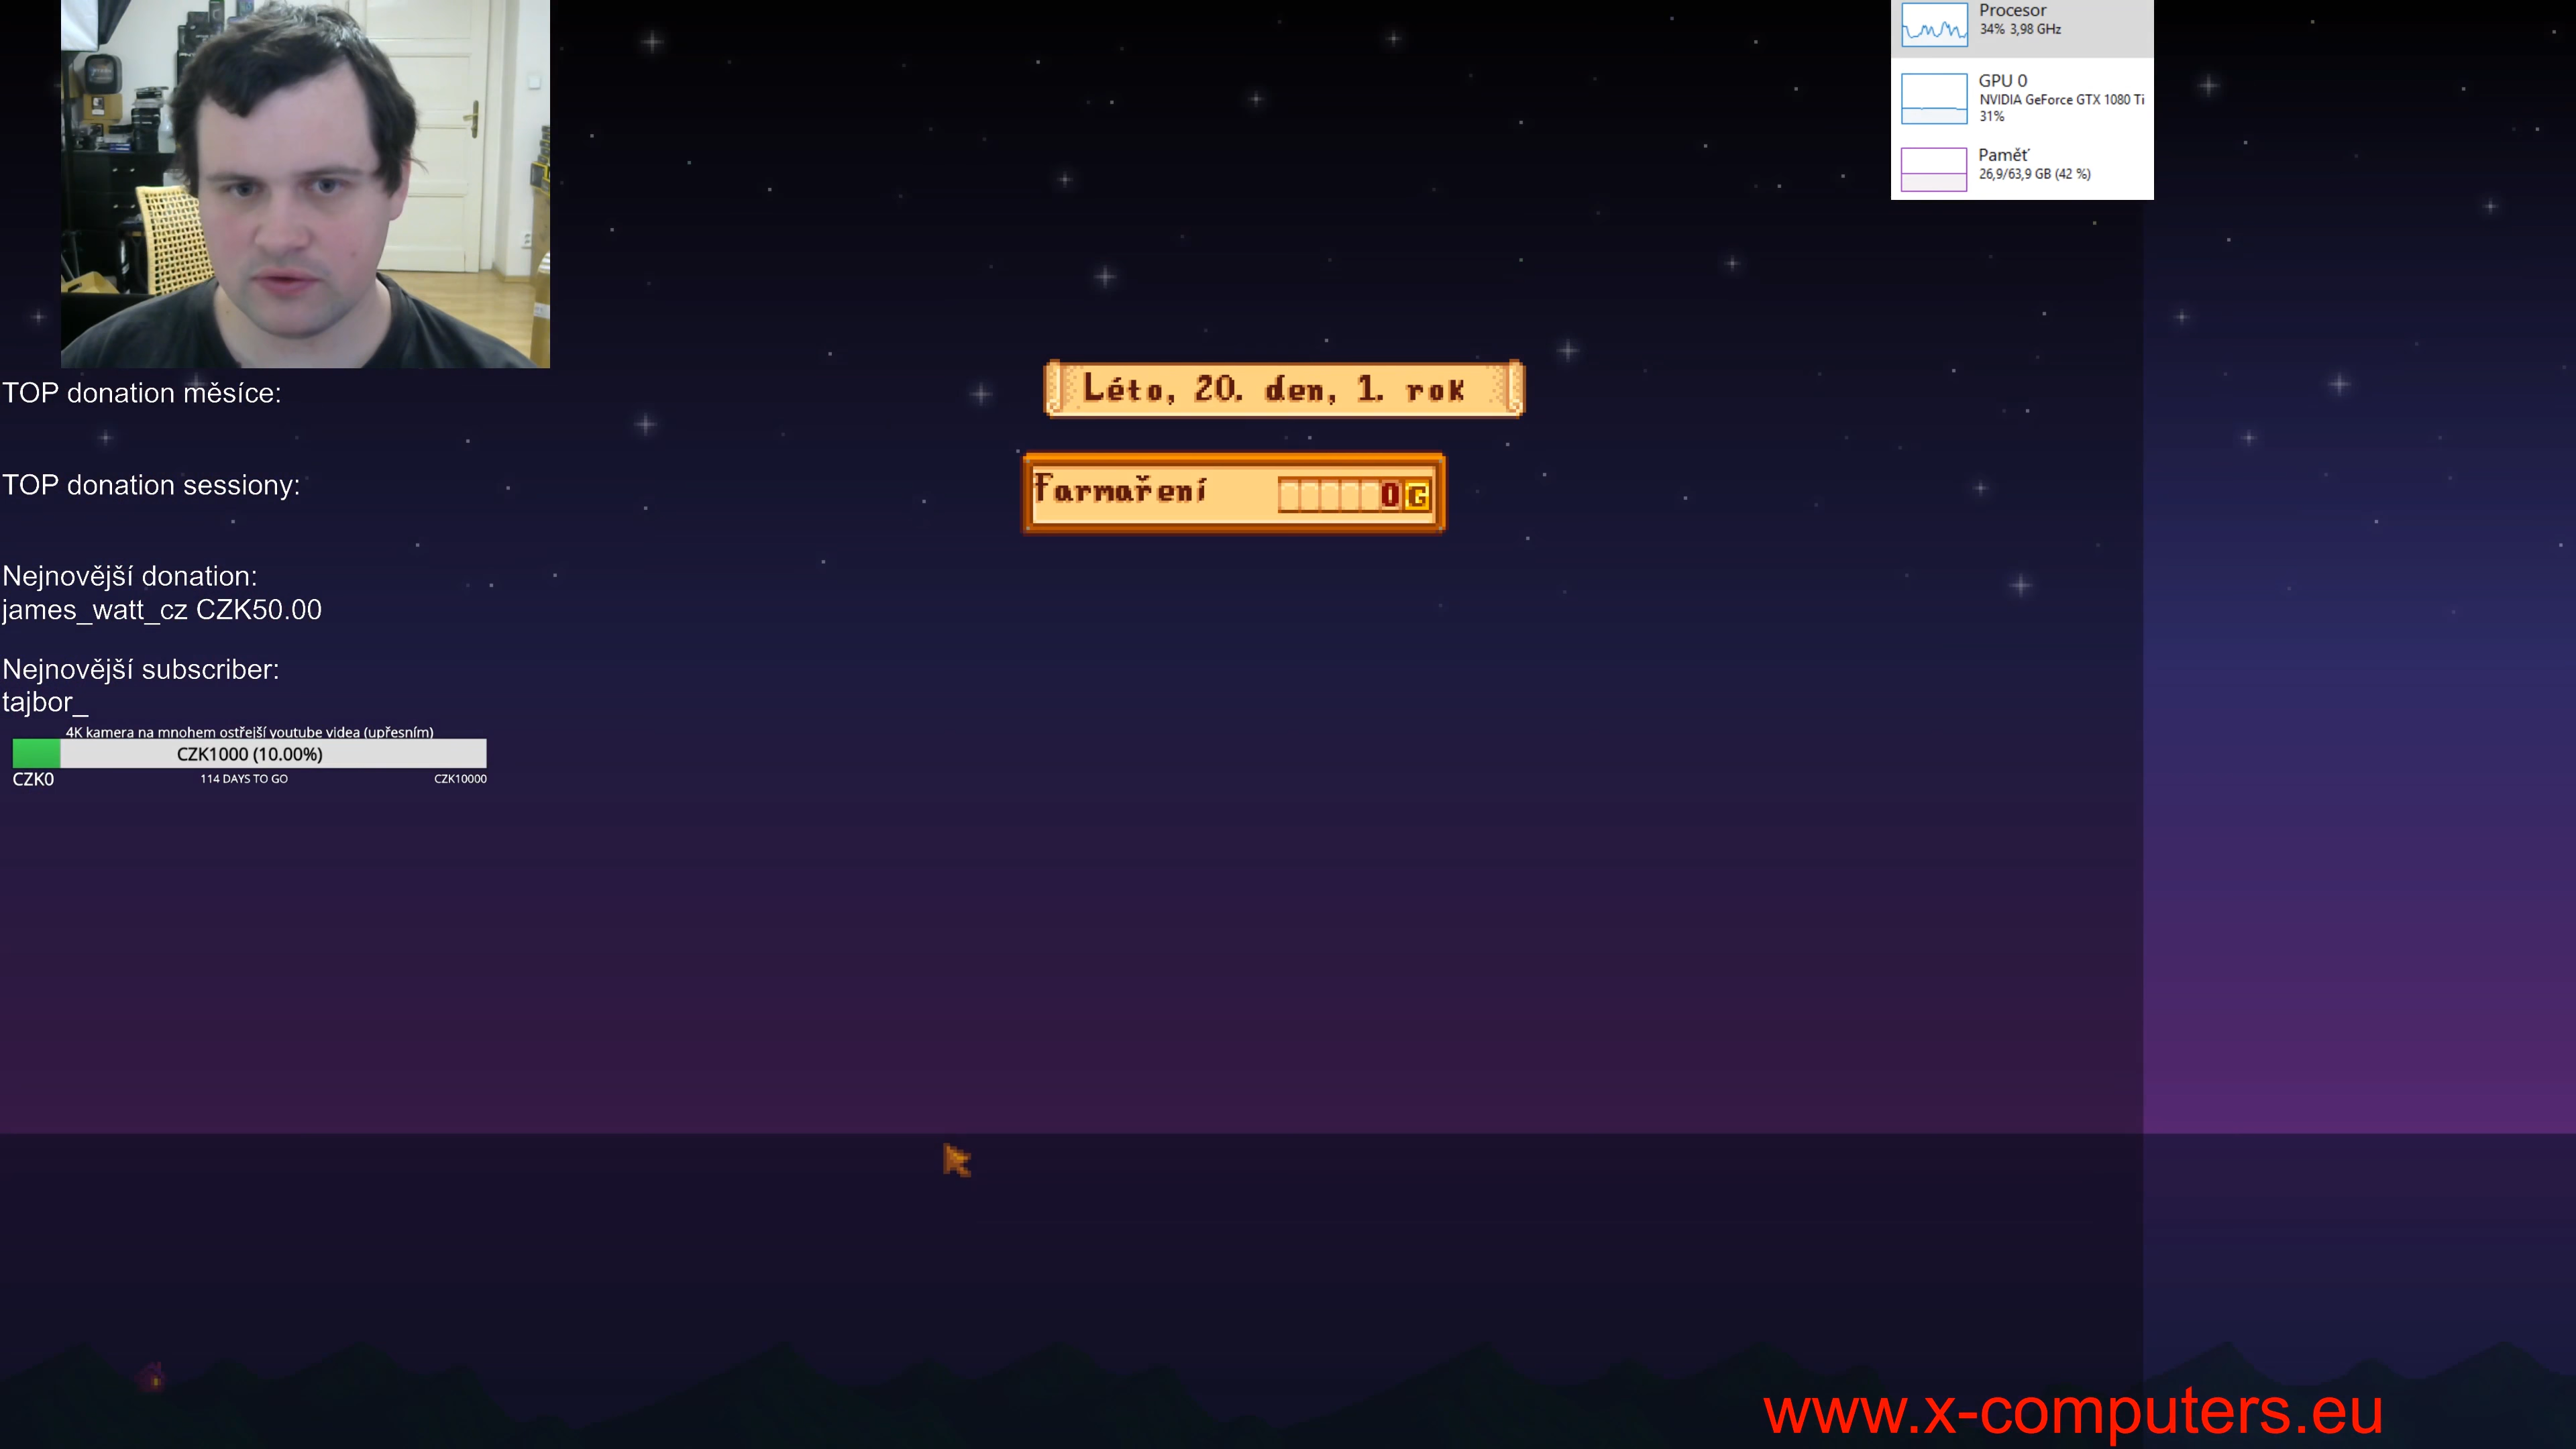 Procesor
34% 3,98 GHz
GPU 0
NVIDIA GeForce GTX 1080 Ti
31%
Paměť
26,9/63,9 GB (42 %)
Léto, 20. den, 1. rok
Farmaření 0 G
TOP donation měsíce:
TOP donation sessiony:
Nejnovější donation:
james_watt_cz CZK50.00
Nejnovější subscriber:
tajbor_
4K kamera na mnohem ostřejší youtube videa (upřesním)
CZK1000 (10.00%)
CZK0 114 DAYS TO GO CZK10000
www.x-computers.eu